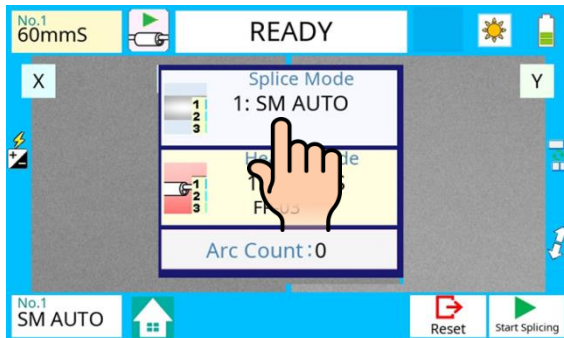 No.1
60mmS
READY
X
Y
Splice Mode
1: SM AUTO
1
2
3
1
2
3
Arc Count:0
No.1
SM AUTO
Reset
Start Splicing